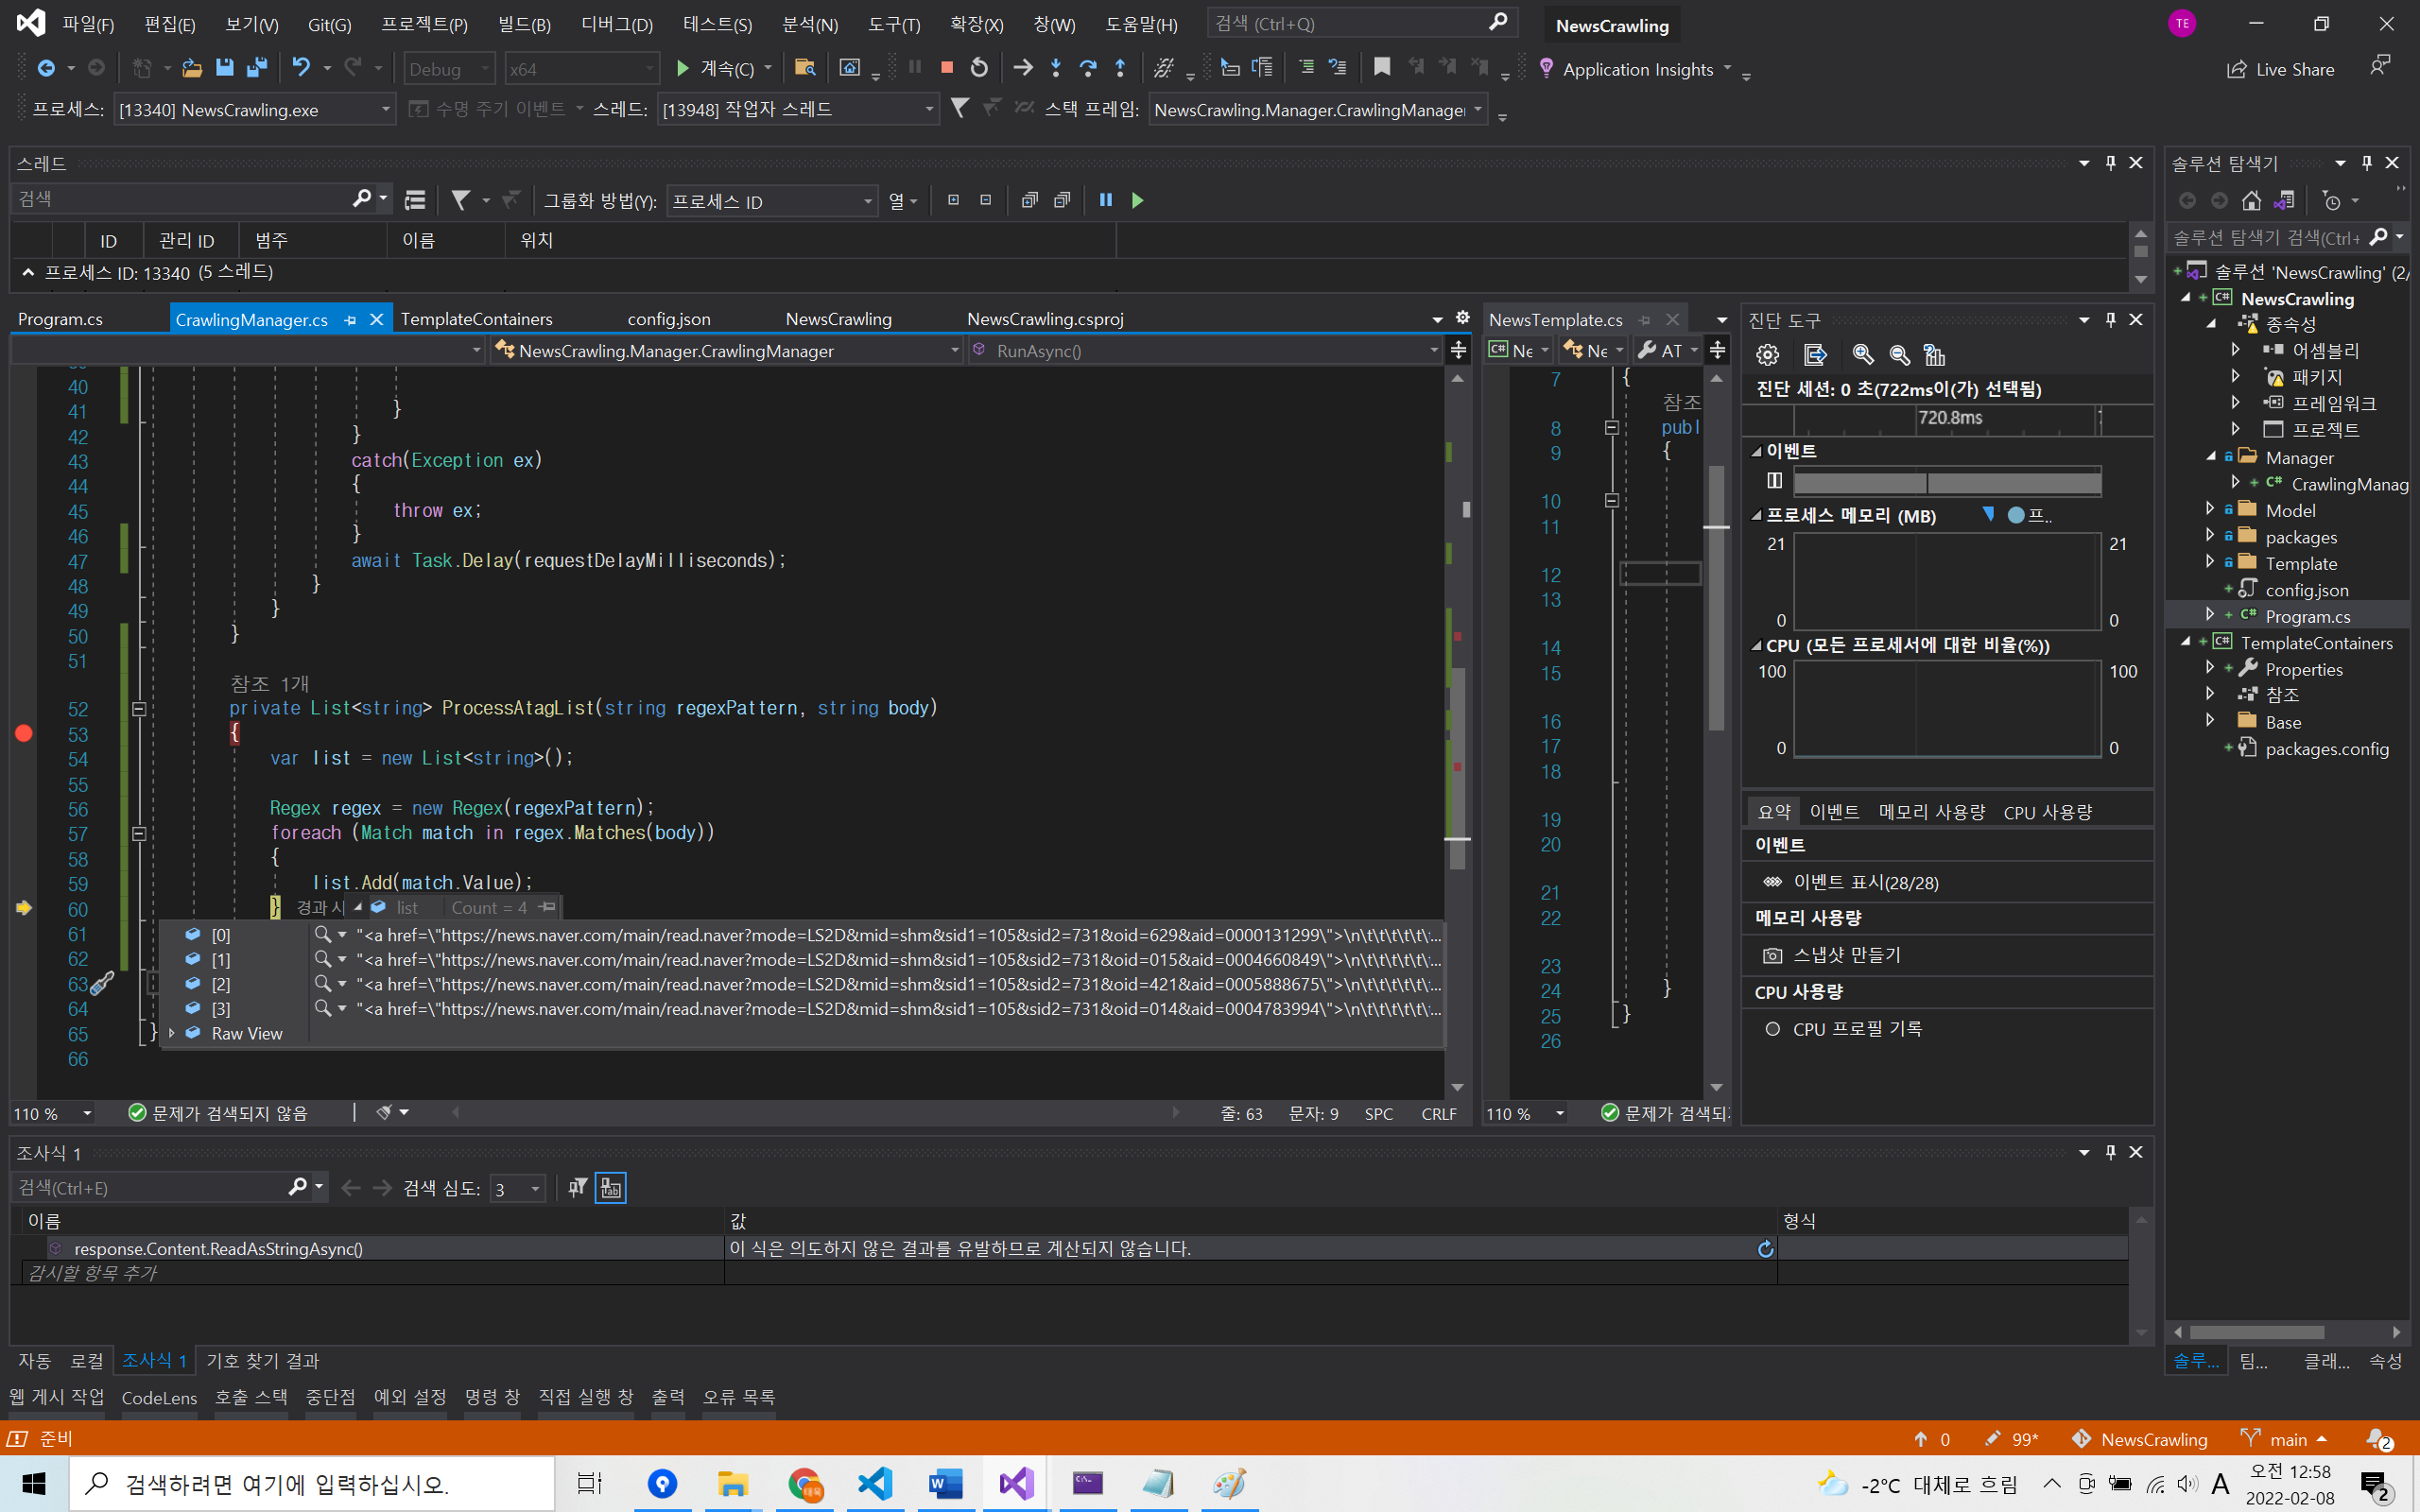 파일(F) 편집(E) 보기(V) Git(G) 프로젝트(P) 빌드(B) 디버그(D) 테스트(S) 분석(N) 도구(T) 확장(X) 창(W) 도움말(H) 검색 (Ctrl+Q) NewsCrawling TE
Debug x64 계속(C) Application Insights Live Share
프로세스: [13340] NewsCrawling.exe 수명 주기 이벤트 스레드: [13948] 작업자 스레드 스택 프레임: NewsCrawling.Manager.CrawlingManager
스레드
검색 그룹화 방법(Y): 프로세스 ID 열
ID 관리 ID 범주 이름 위치
프로세스 ID: 13340 (5 스레드)
Program.cs CrawlingManager.cs TemplateContainers config.json NewsCrawling NewsCrawling.csproj
NewsCrawling.Manager.CrawlingManager RunAsync()
40
41 }
42 }
43 catch(Exception ex)
44 {
45 throw ex;
46 }
47 await Task.Delay(requestDelayMilliseconds);
48 }
49 }
50 }
51
참조 1개
52 private List<string> ProcessAtagList(string regexPattern, string body)
53 {
54 var list = new List<string>();
55
56 Regex regex = new Regex(regexPattern);
57 foreach (Match match in regex.Matches(body))
58 {
59 list.Add(match.Value);
60 } 경과 시 list Count = 4
61 [0] "<a href=\"https://news.naver.com/main/read.naver?mode=LS2D&mid=shm&sid1=105&sid2=731&oid=629&aid=0000131299\">\n\t\t\t\t\t\...
62 [1] "<a href=\"https://news.naver.com/main/read.naver?mode=LS2D&mid=shm&sid1=105&sid2=731&oid=015&aid=0004660849\">\n\t\t\t\t\t\...
63 [2] "<a href=\"https://news.naver.com/main/read.naver?mode=LS2D&mid=shm&sid1=105&sid2=731&oid=421&aid=0005888675\">\n\t\t\t\t\t\...
64 [3] "<a href=\"https://news.naver.com/main/read.naver?mode=LS2D&mid=shm&sid1=105&sid2=731&oid=014&aid=0004783994\">\n\t\t\t\t\t\...
65 } Raw View
66
110 % 문제가 검색되지 않음 줄: 63 문자: 9 SPC CRLF
NewsTemplate.cs
Ne Ne AT
7 {
참조
8 publ
9 {
10
11
12
13
14
15
16
17
18
19
20
21
22
23
24 }
25 }
26
110 % 문제가 검색되
진단 도구
진단 세션: 0 초(722ms이(가) 선택됨)
720.8ms
이벤트
프로세스 메모리 (MB) 프..
21 21
0 0
CPU (모든 프로세서에 대한 비율(%))
100 100
0 0
요약 이벤트 메모리 사용량 CPU 사용량
이벤트
이벤트 표시(28/28)
메모리 사용량
스냅샷 만들기
CPU 사용량
CPU 프로필 기록
솔루션 탐색기
솔루션 탐색기 검색(Ctrl+
솔루션 'NewsCrawling' (2/
NewsCrawling
종속성
어셈블리
패키지
프레임워크
프로젝트
Manager
CrawlingManag
Model
packages
Template
config.json
Program.cs
TemplateContainers
Properties
참조
Base
packages.config
솔루... 팀... 클래... 속성
조사식 1
검색(Ctrl+E) 검색 심도: 3
이름 값 형식
response.Content.ReadAsStringAsync() 이 식은 의도하지 않은 결과를 유발하므로 계산되지 않습니다.
감시할 항목 추가
자동 로컬 조사식 1 기호 찾기 결과
웹 게시 작업 CodeLens 호출 스택 중단점 예외 설정 명령 창 직접 실행 창 출력 오류 목록
준비 0 99* NewsCrawling main 2
검색하려면 여기에 입력하십시오. -2°C 대체로 흐림 A 오전 12:58
2022-02-08 2